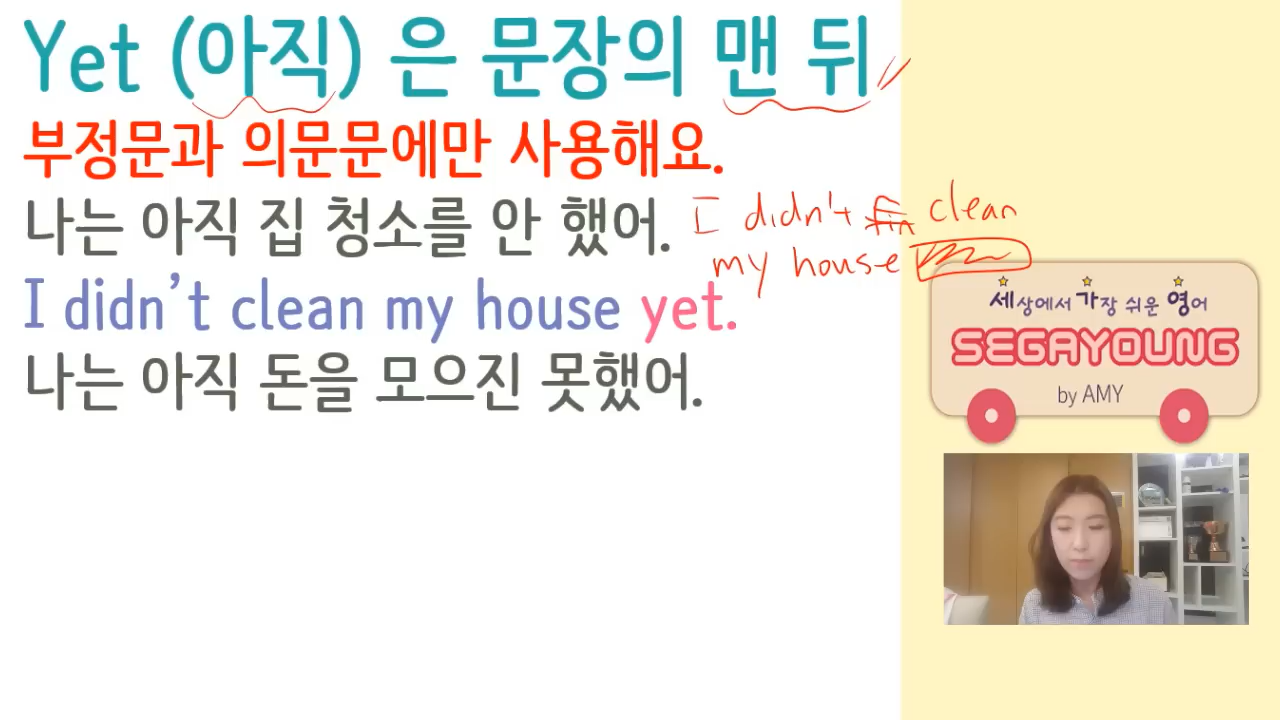 Yet (아직) 은 문장의 맨 뒤
부정문과 의문문에만 사용해요.
나는 아직 집 청소를 안 했어.
I didn't clean
my house
I didn't clean my house yet.
나는 아직 돈을 모으진 못했어.
세상에서 가장 쉬운 영어
SEGAYOUNG
by AMY